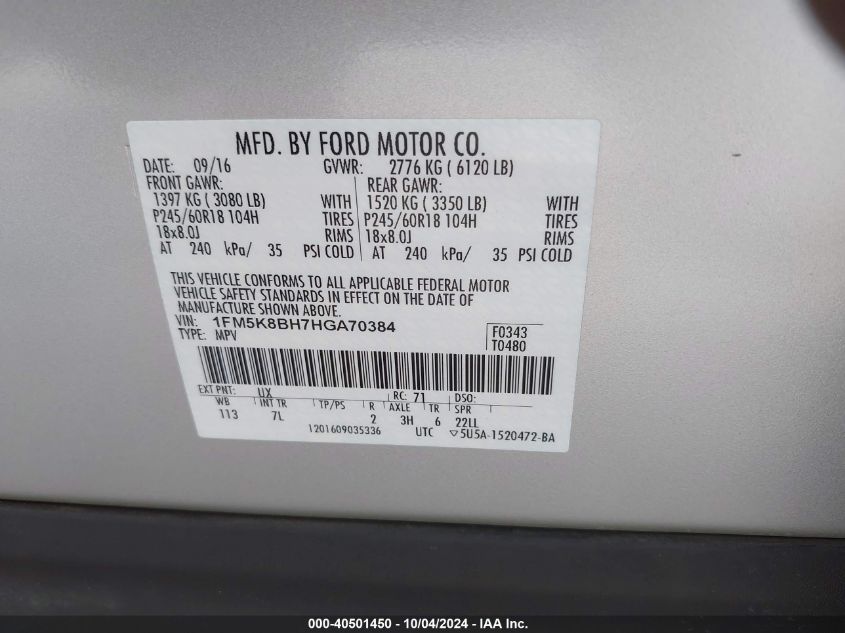 MFD. BY FORD MOTOR CO.
DATE: 09/16 GVWR: 2776 KG ( 6120 LB)
FRONT GAWR: REAR GAWR:
1397 KG ( 3080 LB) WITH 1520 KG ( 3350 LB) WITH
P245/60R18 104H TIRES P245/60R18 104H TIRES
18x8.0J RIMS 18x8.0J RIMS
AT 240 kPa/ 35 PSI COLD AT 240 kPa/ 35 PSI COLD
THIS VEHICLE CONFORMS TO ALL APPLICABLE FEDERAL MOTOR
VEHICLE SAFETY STANDARDS IN EFFECT ON THE DATE OF
MANUFACTURE SHOWN ABOVE.
VIN: 1FM5K8BH7HGA70384 F0343
TYPE: MPV T0480
EXT PNT: UX RC: 71 DSO:
WB INT TR TP/PS R AXLE TR SPR
113 7L 2 3H 6 22LL
1201609035336 UTC ▽5U5A-1520472-BA
000-40501450 - 10/04/2024 - IAA Inc.